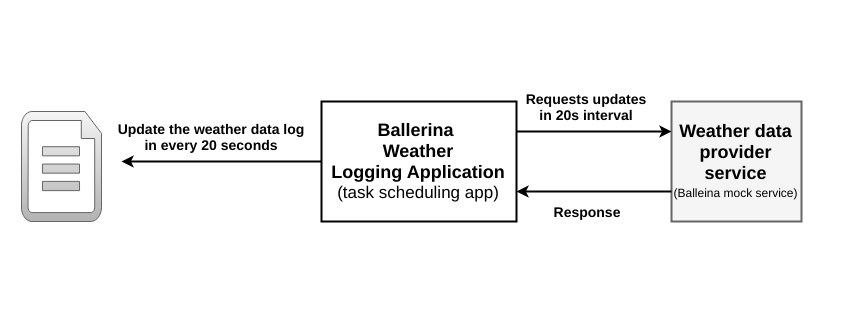 Update the weather data log
in every 20 seconds
Ballerina
Weather
Logging Application
(task scheduling app)
Requests updates
in 20s interval
Response
Weather data
provider
service
(Balleina mock service)